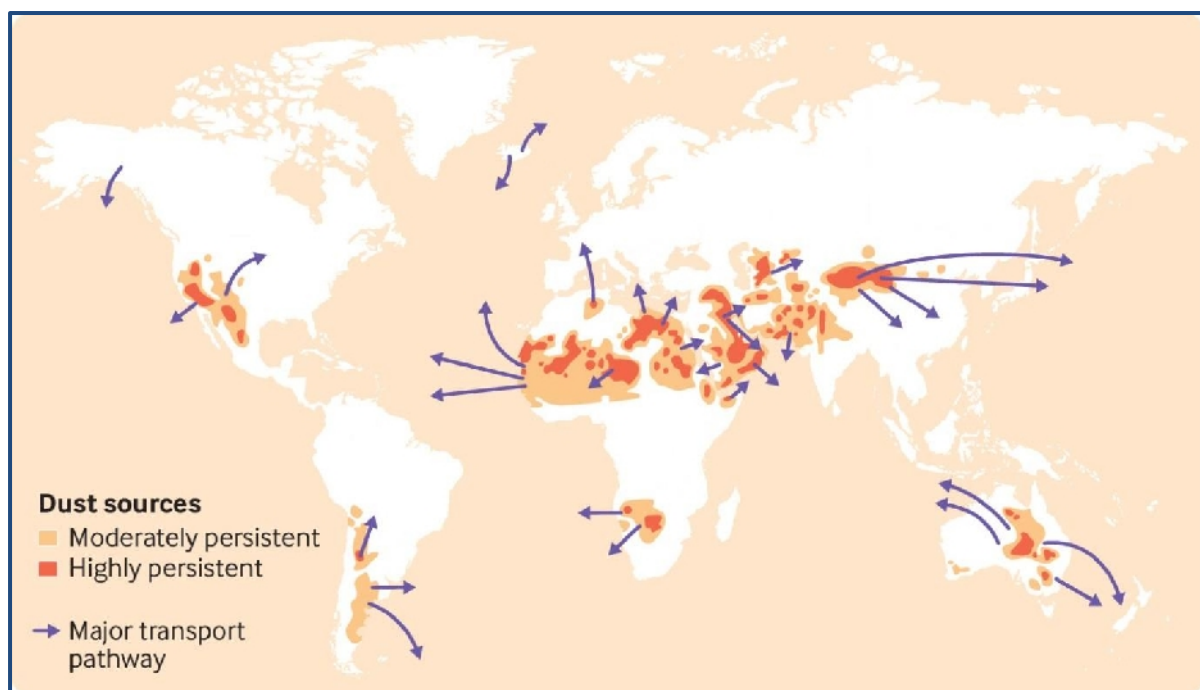 Dust sources
Moderately persistent
Highly persistent
Major transport
pathway